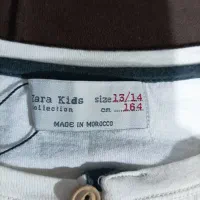 Zara Kids size 13/14
collection cm ....164
MADE IN MOROCCO